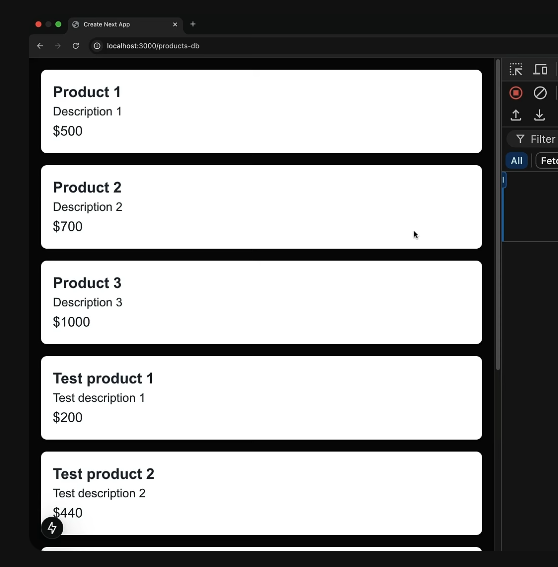 Create Next App
localhost:3000/products-db
Product 1
Description 1
$500
Product 2
Description 2
$700
Product 3
Description 3
$1000
Test product 1
Test description 1
$200
Test product 2
Test description 2
$440
Filter
All